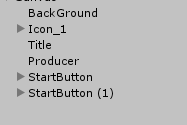 BackGround
Icon_1
Title
Producer
StartButton
StartButton (1)